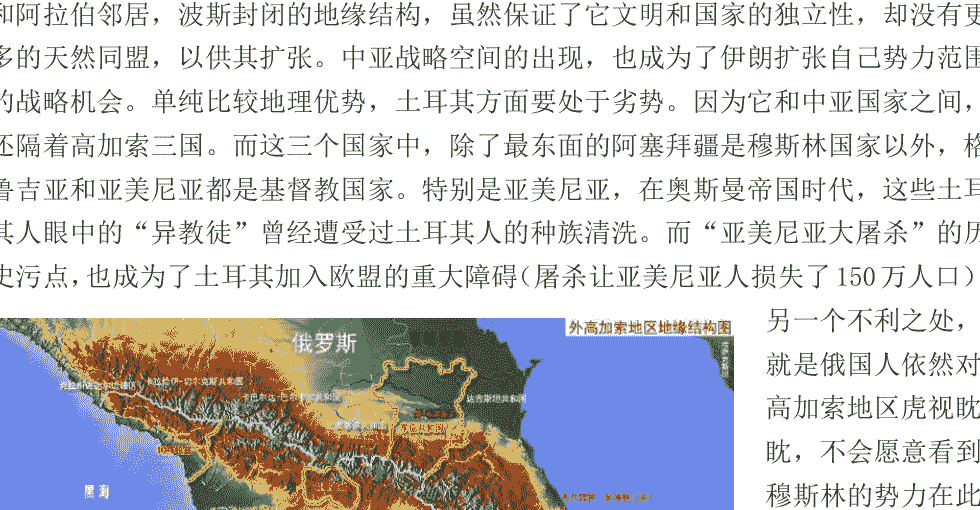 和阿拉伯邻居，波斯封闭的地缘结构，虽然保证了它文明和国家的独立性，却没有更
多的天然同盟，以供其扩张。中亚战略空间的出现，也成为了伊朗扩张自己势力范围
的战略机会。单纯比较地理优势，土耳其方面要处于劣势。因为它和中亚国家之间，
还隔着高加索三国。而这三个国家中，除了最东面的阿塞拜疆是穆斯林国家以外，格
鲁吉亚和亚美尼亚都是基督教国家。特别是亚美尼亚，在奥斯曼帝国时代，这些土耳
其人眼中的“异教徒”曾经遭受过土耳其人的种族清洗。而“亚美尼亚大屠杀”的历
史污点，也成为了土耳其加入欧盟的重大障碍（屠杀让亚美尼亚人损失了150万人口）
另一个不利之处，
就是俄国人依然对
高加索地区虎视眈
眈，不会愿意看到
穆斯林的势力在此
外高加索地区地缘结构图
俄罗斯
达吉斯坦共和国
黑海